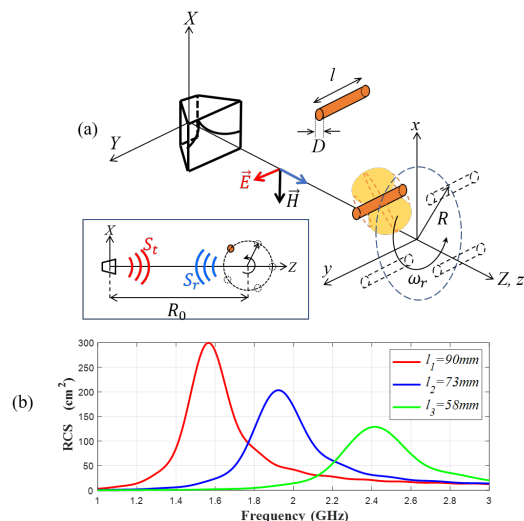 X
l
(a)
Y
D
x
E⃗
H⃗
R
X
S_t
S_r
Z
R_0
y
ω_r
Z, z
(b)
RCS (cm²)
300
250
200
150
100
50
0
l_1=90mm
l_2=73mm
l_3=58mm
1 1.2 1.4 1.6 1.8 2 2.2 2.4 2.6 2.8 3
Frequency (GHz)